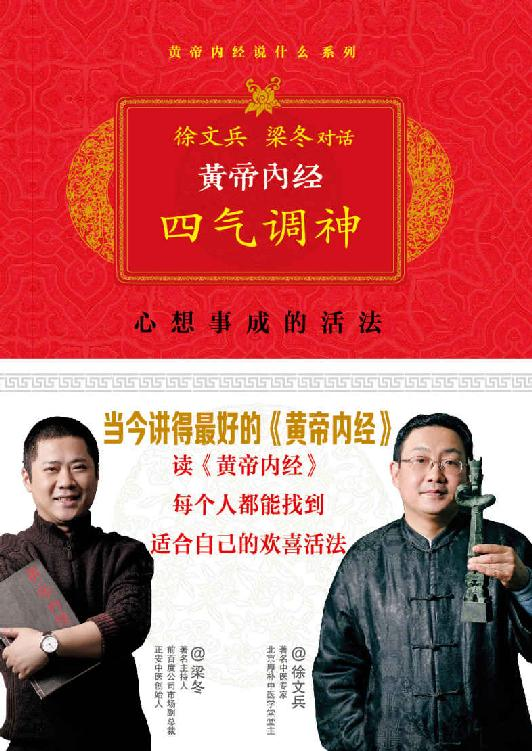 黄帝内经说什么系列
徐文兵 梁冬对话
黄帝内经
四气调神
心想事成的活法
当今讲得最好的《黄帝内经》
读《黄帝内经》
每个人都能找到
适合自己的欢喜活法
@梁冬
著名主持人
前百度公司市场副总裁
正安中医创始人
@徐文兵
著名中医专家
北京厚朴中医学堂堂主